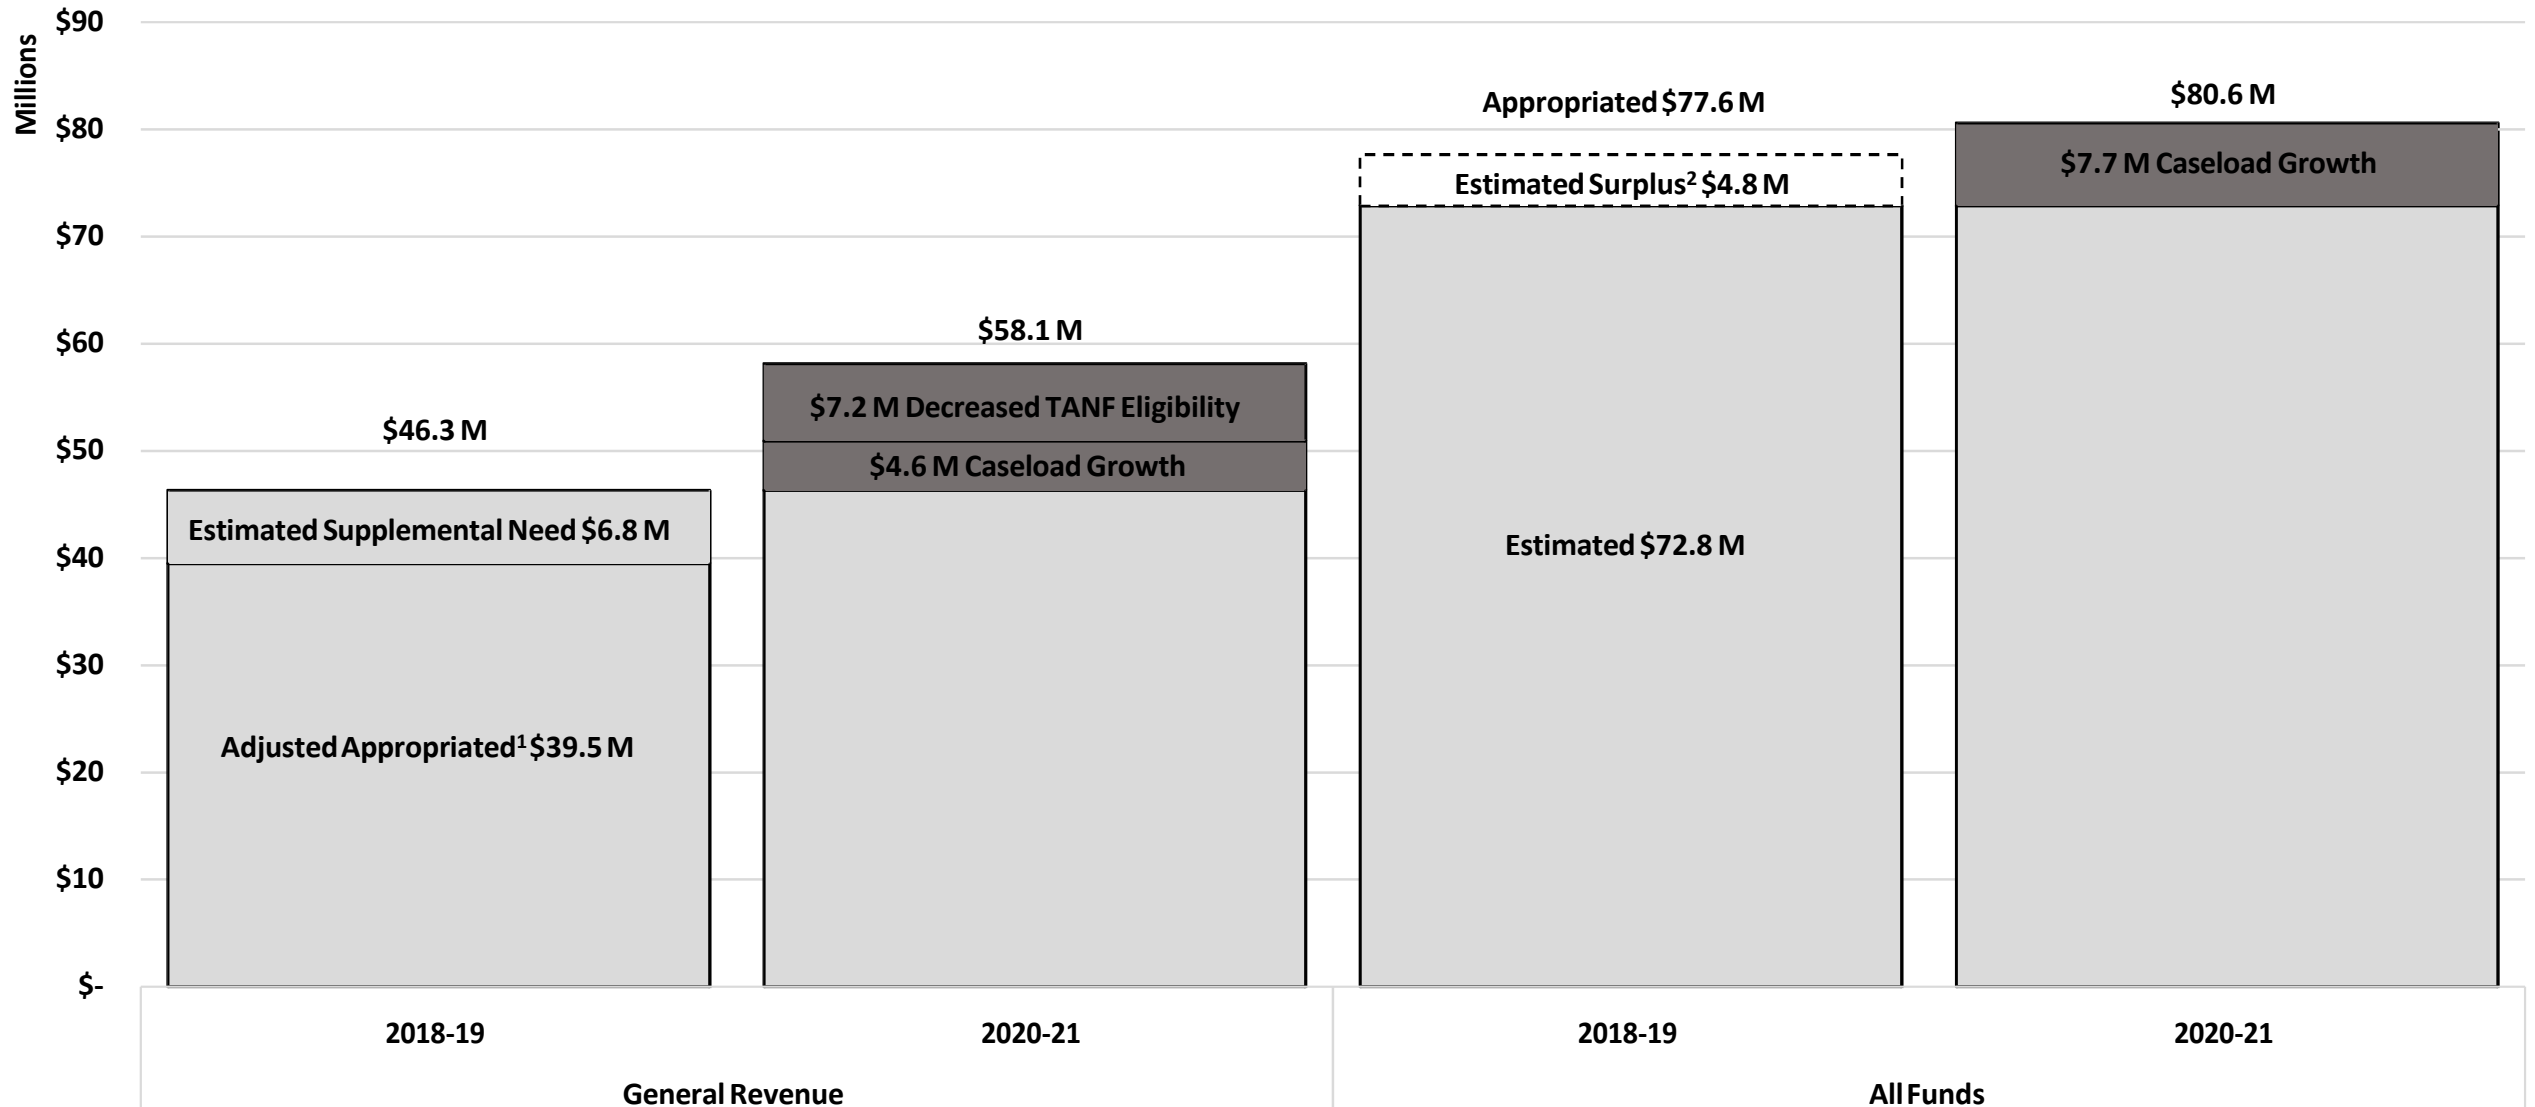 Millions
$90
$80
$70
$60
$50
$40
$30
$20
$10
$-
$46.3 M
Estimated Supplemental Need $6.8 M
Adjusted Appropriated¹ $39.5 M
$58.1 M
$7.2 M Decreased TANF Eligibility
$4.6 M Caseload Growth
Appropriated $77.6 M
Estimated Surplus² $4.8 M
Estimated $72.8 M
$80.6 M
$7.7 M Caseload Growth
2018-19
2020-21
2018-19
2020-21
General Revenue
All Funds